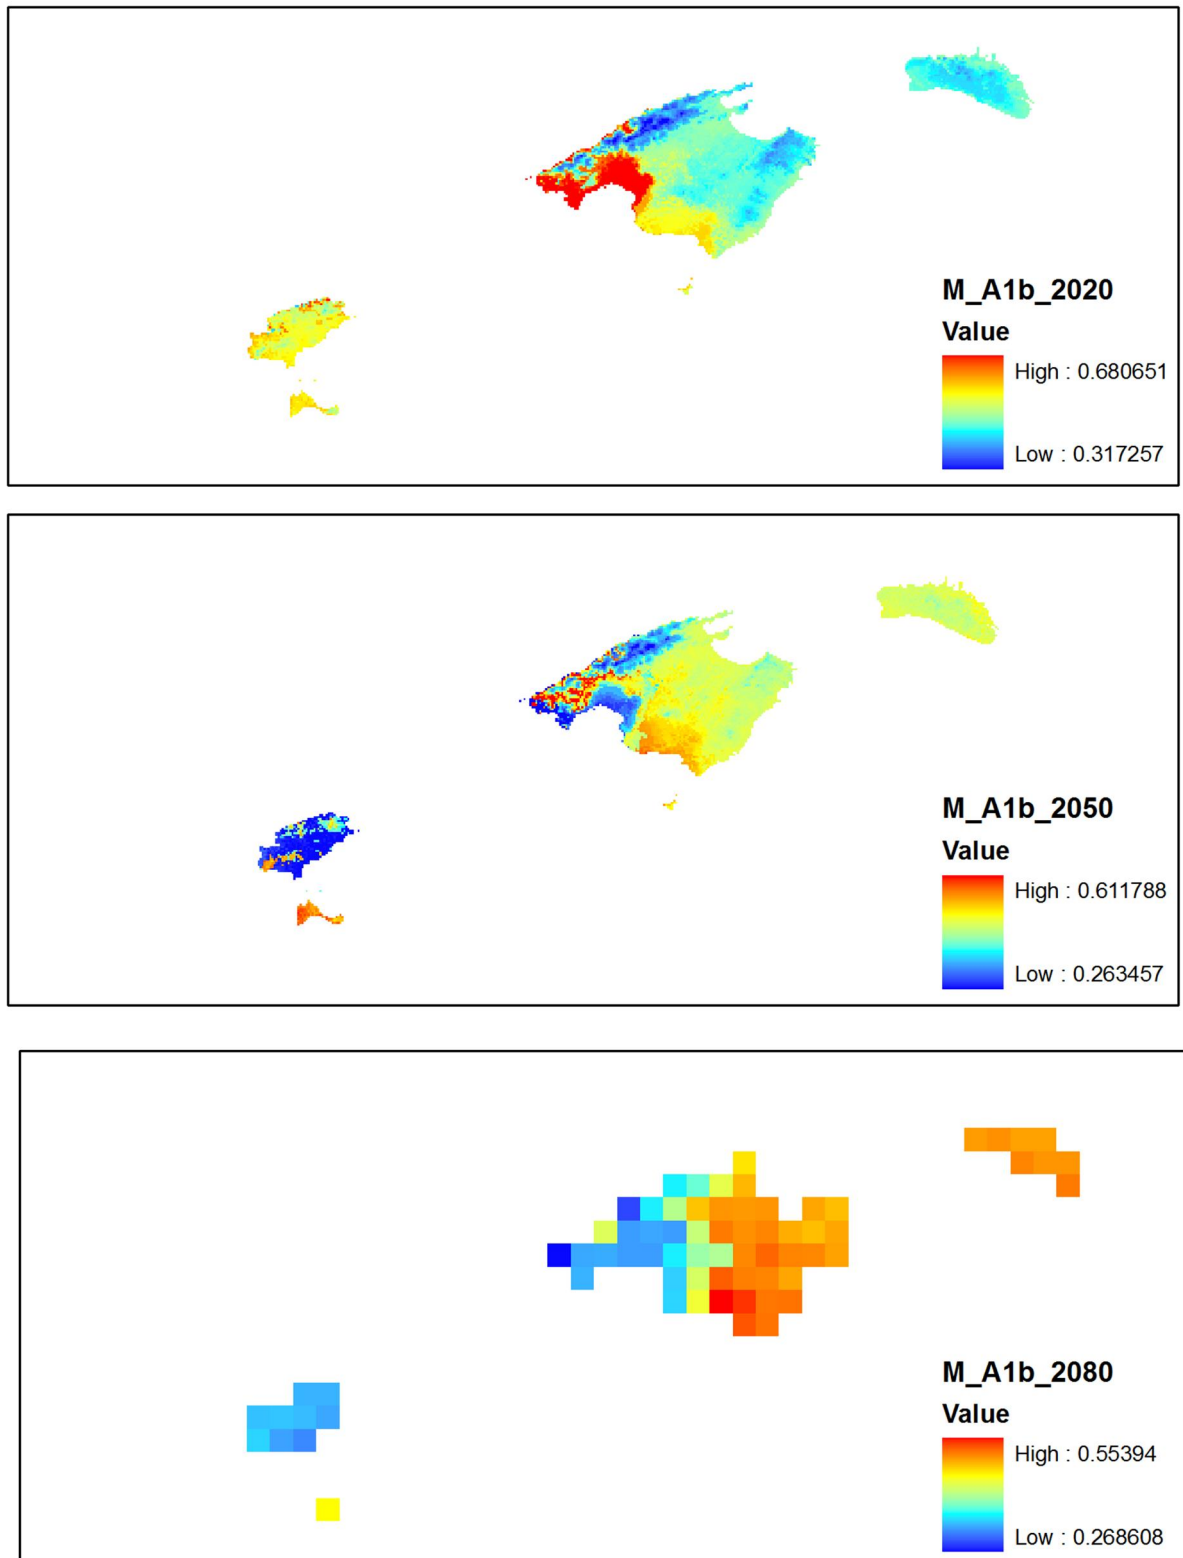 M_A1b_2020
Value
High : 0.680651
Low : 0.317257
M_A1b_2050
Value
High : 0.611788
Low : 0.263457
M_A1b_2080
Value
High : 0.55394
Low : 0.268608